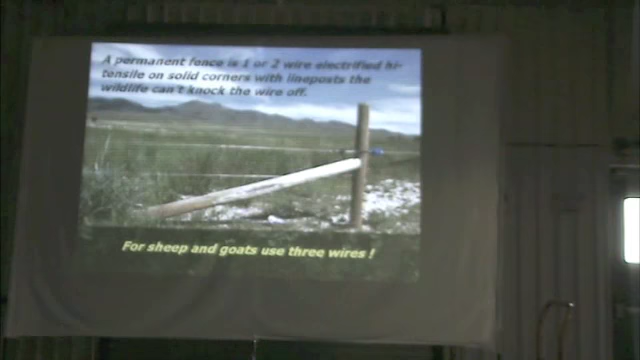 A permanent fence is 1 or 2 wire electrified hi-
tensile on solid corners with lineposts the
wildlife can't knock the wire off.
For sheep and goats use three wires !